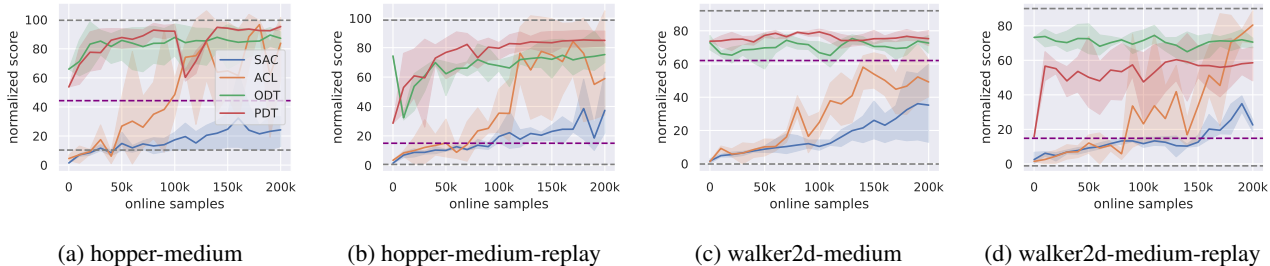 normalized score
100
80
60
40
20
0
SAC
ACL
ODT
PDT
0
50k
100k
150k
200k
online samples
(a) hopper-medium
normalized score
100
80
60
40
20
0
0
50k
100k
150k
200k
online samples
(b) hopper-medium-replay
normalized score
80
60
40
20
0
0
50k
100k
150k
200k
online samples
(c) walker2d-medium
normalized score
80
60
40
20
0
0
50k
100k
150k
200k
online samples
(d) walker2d-medium-replay